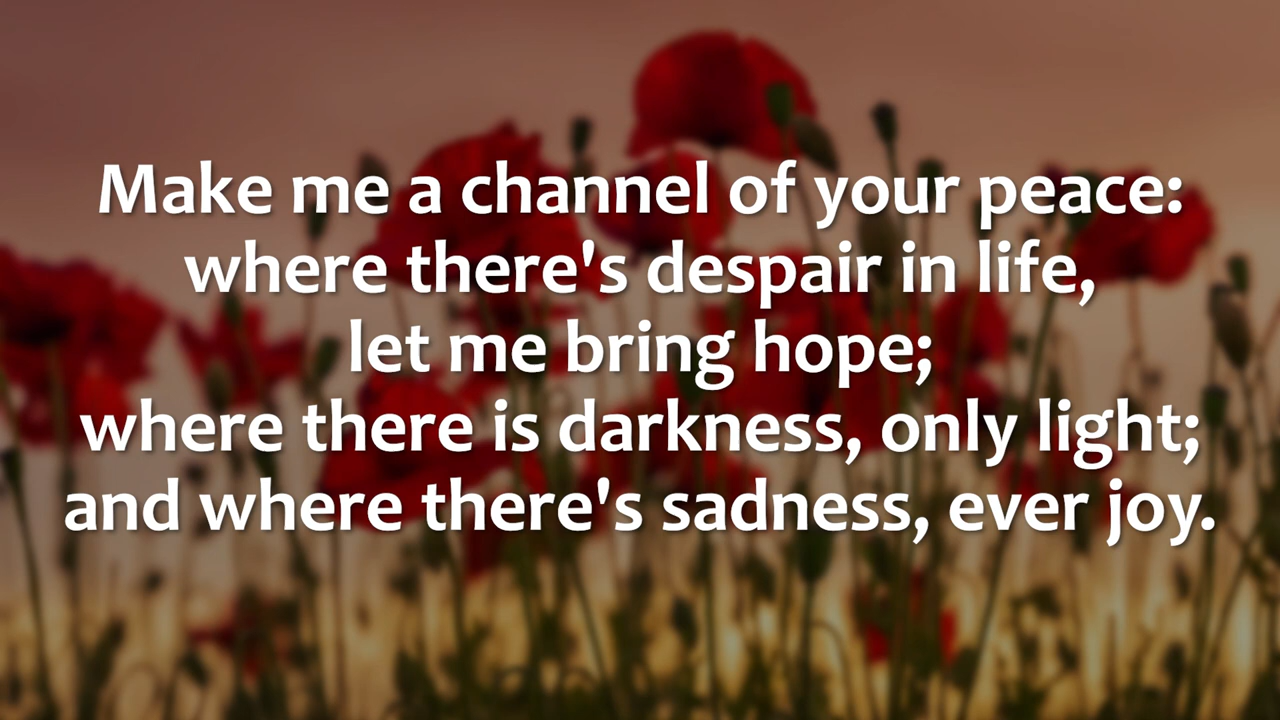 Make me a channel of your peace:
where there's despair in life,
let me bring hope;
where there is darkness, only light;
and where there's sadness, ever joy.